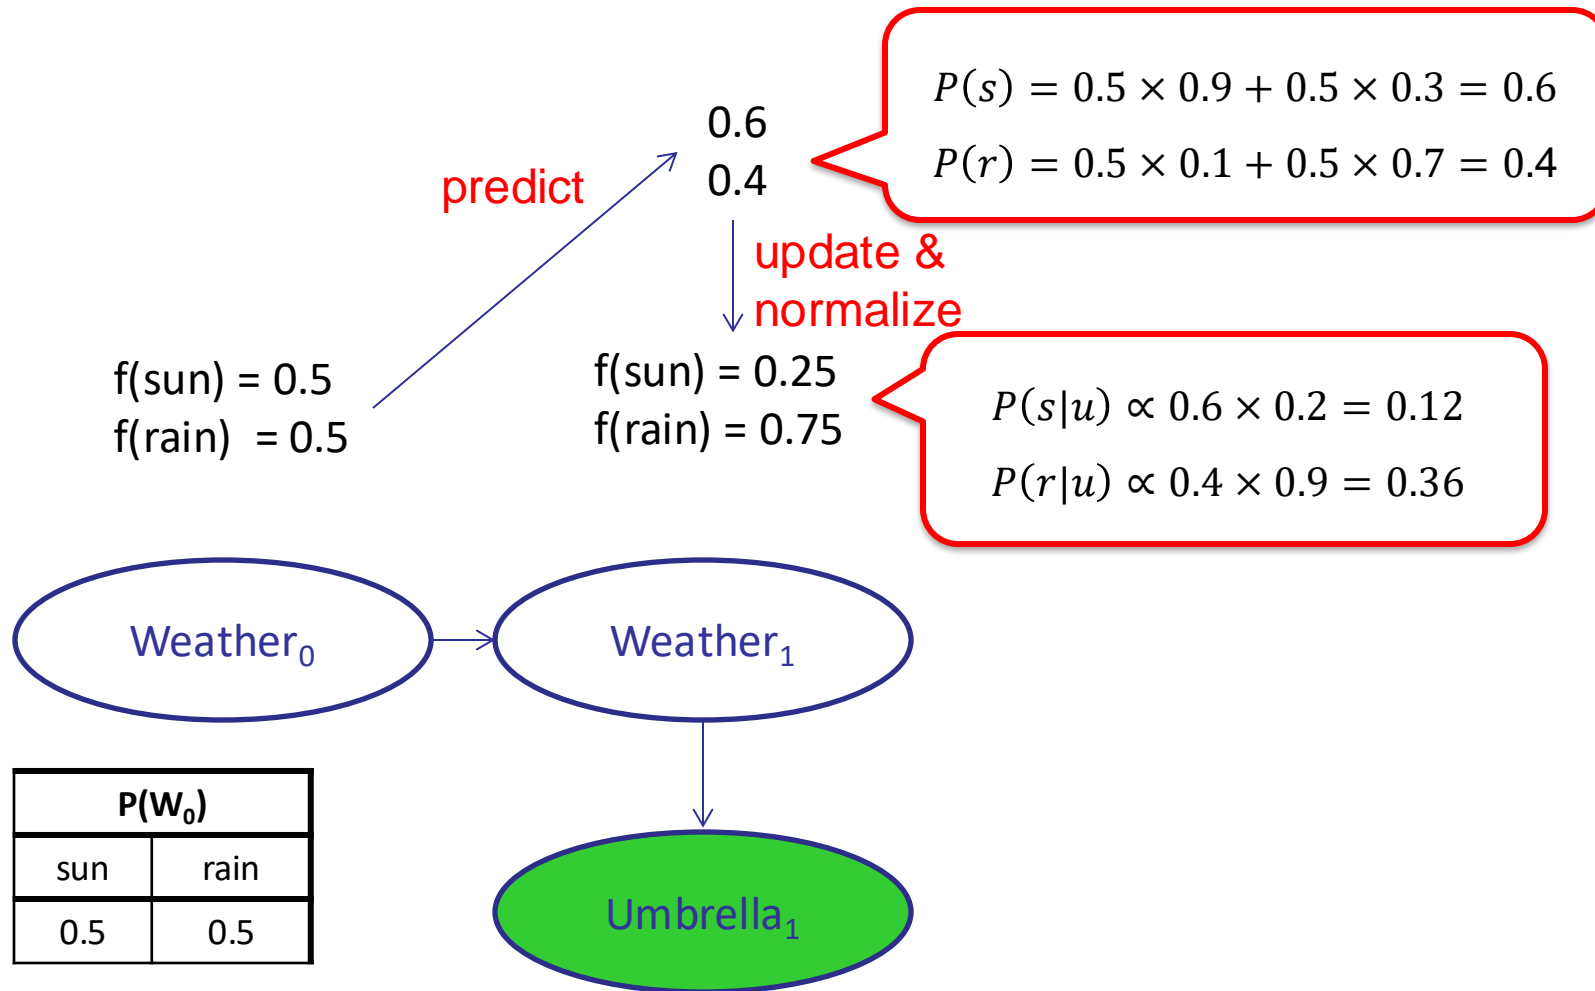 P(s) = 0.5 × 0.9 + 0.5 × 0.3 = 0.6
P(r) = 0.5 × 0.1 + 0.5 × 0.7 = 0.4
0.6
0.4
predict
update &
normalize
f(sun) = 0.5
f(rain) = 0.5
f(sun) = 0.25
f(rain) = 0.75
P(s|u) ∝ 0.6 × 0.2 = 0.12
P(r|u) ∝ 0.4 × 0.9 = 0.36
Weather₀
Weather₁
P(W₀)
sun rain
0.5 0.5
Umbrella₁